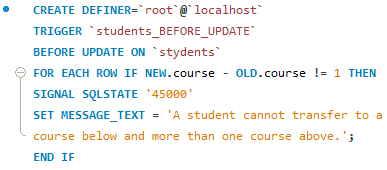 CREATE DEFINER=`root`@`localhost`
TRIGGER `students_BEFORE_UPDATE`
BEFORE UPDATE ON `stydents`
FOR EACH ROW IF NEW.course - OLD.course != 1 THEN
SIGNAL SQLSTATE '45000'
SET MESSAGE_TEXT = 'A student cannot transfer to a
course below and more than one course above.';
END IF